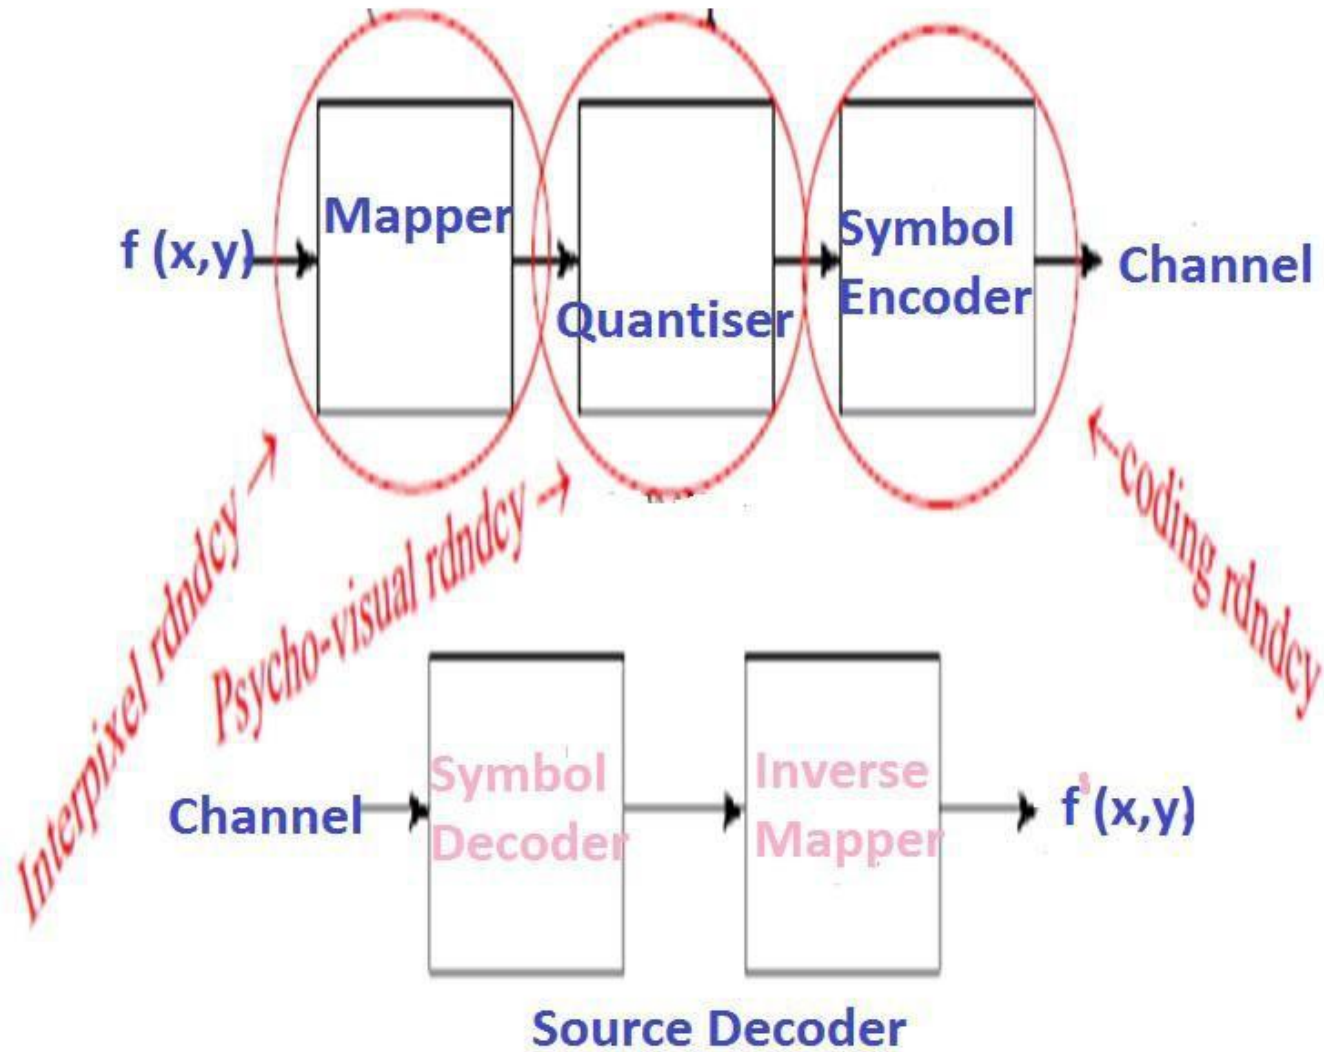 f (x,y)
Mapper
Quantiser
Symbol
Encoder
Channel
Interpixel rdndcy
Psycho-visual rdndcy
coding rdndcy
Channel
Symbol
Decoder
Inverse
Mapper
f'(x,y)
Source Decoder